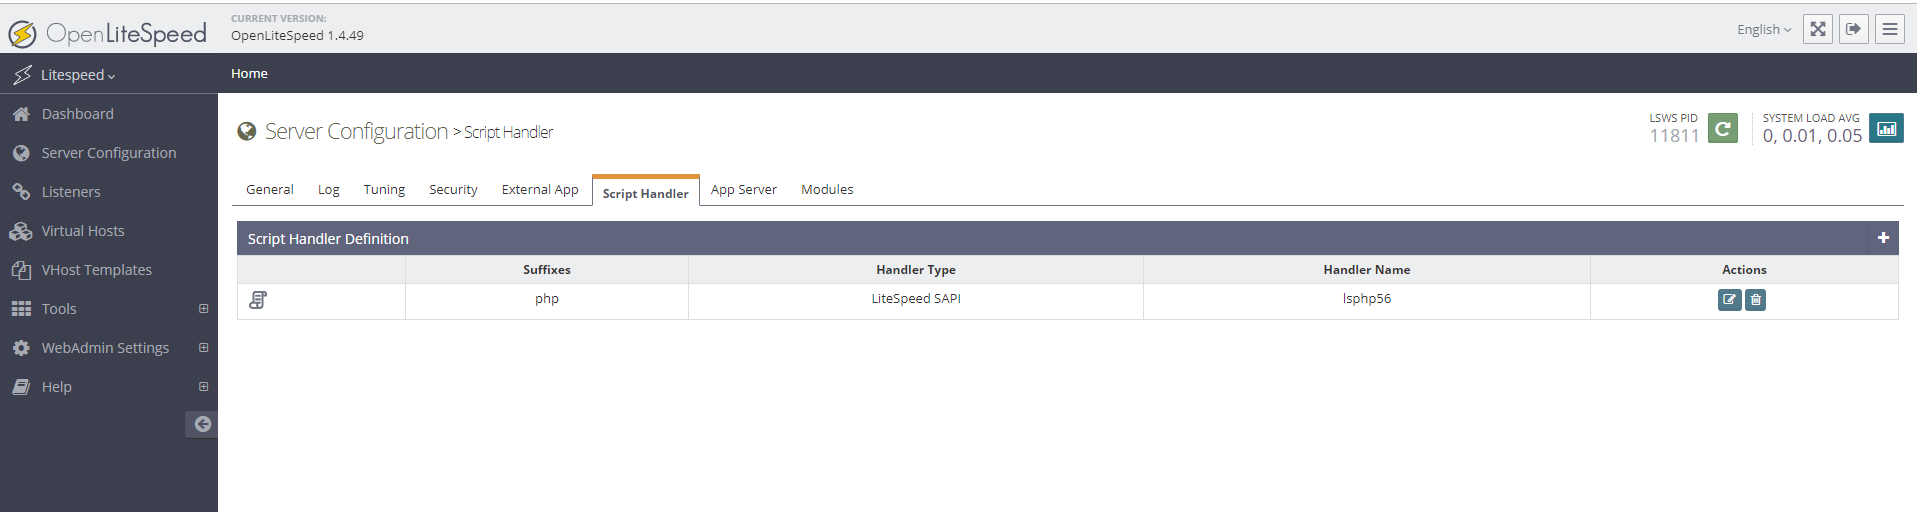 OpenLiteSpeed
CURRENT VERSION:
OpenLiteSpeed 1.4.49
English
Litespeed
Home
Dashboard
Server Configuration
Listeners
Virtual Hosts
VHost Templates
Tools
WebAdmin Settings
Help
Server Configuration > Script Handler
LSWS PID
11811
SYSTEM LOAD AVG
0, 0.01, 0.05
General Log Tuning Security External App Script Handler App Server Modules
Script Handler Definition
Suffixes Handler Type Handler Name Actions
php LiteSpeed SAPI lsphp56